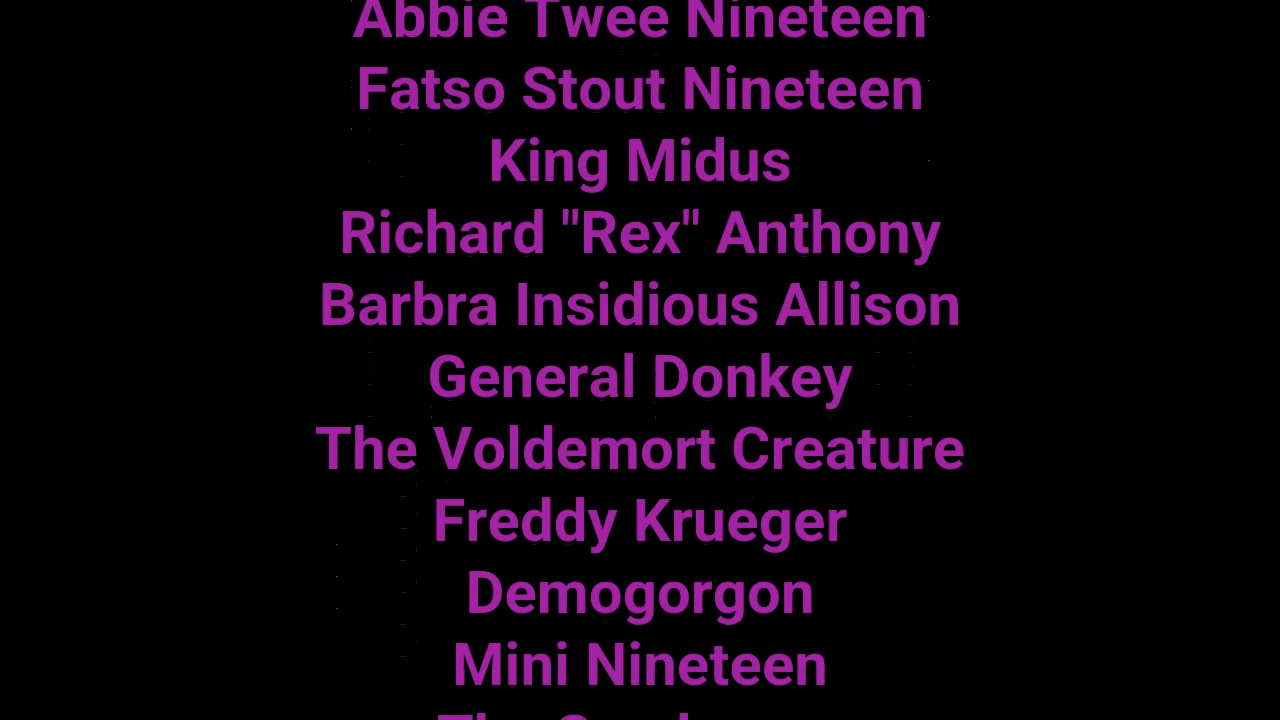 Abbie Twee Nineteen
Fatso Stout Nineteen
King Midus
Richard "Rex" Anthony
Barbra Insidious Allison
General Donkey
The Voldemort Creature
Freddy Krueger
Demogorgon
Mini Nineteen